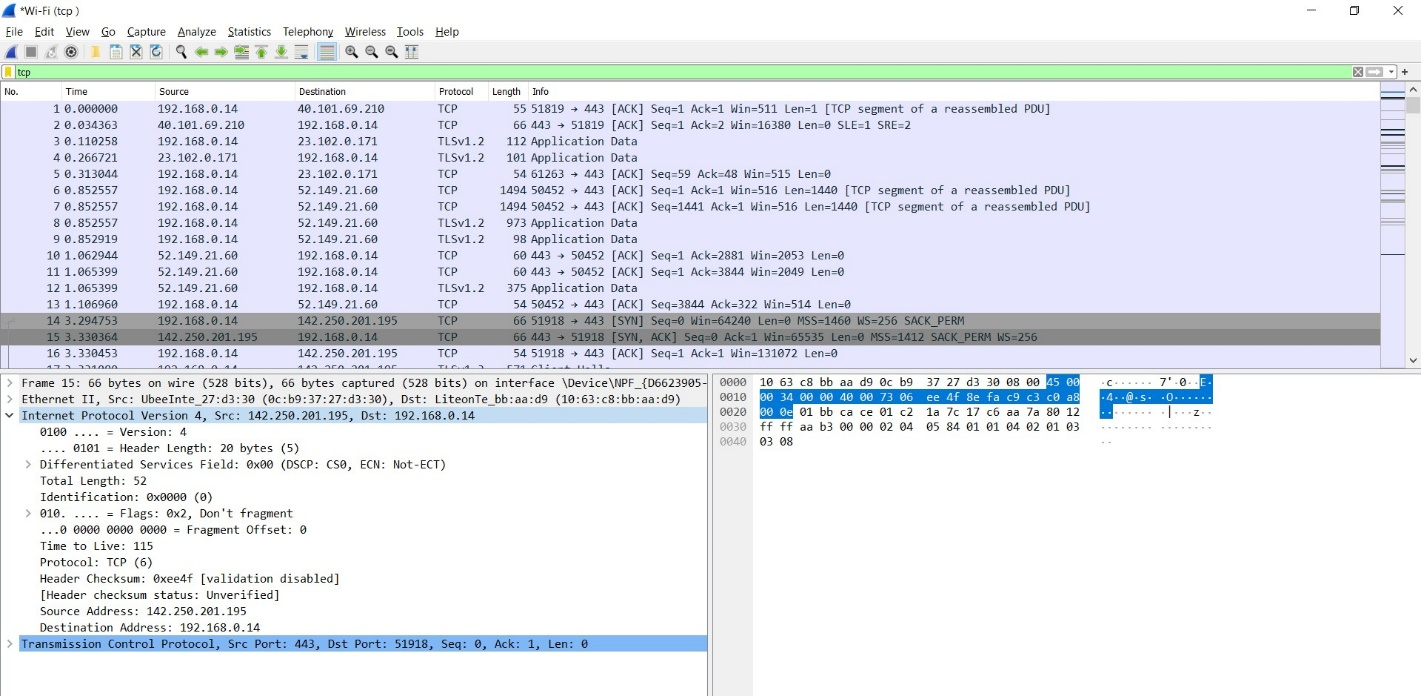 *Wi-Fi (tcp )
File Edit View Go Capture Analyze Statistics Telephony Wireless Tools Help
tcp
No. Time Source Destination Protocol Length Info
1 0.000000 192.168.0.14 40.101.69.210 TCP 55 51819 → 443 [ACK] Seq=1 Ack=1 Win=511 Len=1 [TCP segment of a reassembled PDU]
2 0.034363 40.101.69.210 192.168.0.14 TCP 66 443 → 51819 [ACK] Seq=1 Ack=2 Win=16380 Len=0 SLE=1 SRE=2
3 0.110258 192.168.0.14 23.102.0.171 TLSv1.2 112 Application Data
4 0.266721 23.102.0.171 192.168.0.14 TLSv1.2 101 Application Data
5 0.313044 192.168.0.14 23.102.0.171 TCP 54 61263 → 443 [ACK] Seq=59 Ack=48 Win=515 Len=0
6 0.852557 192.168.0.14 52.149.21.60 TCP 1494 50452 → 443 [ACK] Seq=1 Ack=1 Win=516 Len=1440 [TCP segment of a reassembled PDU]
7 0.852557 192.168.0.14 52.149.21.60 TCP 1494 50452 → 443 [ACK] Seq=1441 Ack=1 Win=516 Len=1440 [TCP segment of a reassembled PDU]
8 0.852557 192.168.0.14 52.149.21.60 TLSv1.2 973 Application Data
9 0.852919 192.168.0.14 52.149.21.60 TLSv1.2 98 Application Data
10 1.062944 52.149.21.60 192.168.0.14 TCP 60 443 → 50452 [ACK] Seq=1 Ack=2881 Win=2053 Len=0
11 1.065399 52.149.21.60 192.168.0.14 TCP 60 443 → 50452 [ACK] Seq=1 Ack=3844 Win=2049 Len=0
12 1.065399 52.149.21.60 192.168.0.14 TLSv1.2 375 Application Data
13 1.106960 192.168.0.14 52.149.21.60 TCP 54 50452 → 443 [ACK] Seq=3844 Ack=322 Win=514 Len=0
14 3.294753 192.168.0.14 142.250.201.195 TCP 66 51918 → 443 [SYN] Seq=0 Win=64240 Len=0 MSS=1460 WS=256 SACK_PERM
15 3.330364 142.250.201.195 192.168.0.14 TCP 66 443 → 51918 [SYN, ACK] Seq=0 Ack=1 Win=65535 Len=0 MSS=1412 SACK_PERM WS=256
16 3.330453 192.168.0.14 142.250.201.195 TCP 54 51918 → 443 [ACK] Seq=1 Ack=1 Win=131072 Len=0
Frame 15: 66 bytes on wire (528 bits), 66 bytes captured (528 bits) on interface \Device\NPF_{D6623905-
Ethernet II, Src: UbeeInte_27:d3:30 (0c:b9:37:27:d3:30), Dst: LiteonTe_bb:aa:d9 (10:63:c8:bb:aa:d9)
Internet Protocol Version 4, Src: 142.250.201.195, Dst: 192.168.0.14
0100 .... = Version: 4
.... 0101 = Header Length: 20 bytes (5)
Differentiated Services Field: 0x00 (DSCP: CS0, ECN: Not-ECT)
Total Length: 52
Identification: 0x0000 (0)
010. .... = Flags: 0x2, Don't fragment
...0 0000 0000 0000 = Fragment Offset: 0
Time to Live: 115
Protocol: TCP (6)
Header Checksum: 0xee4f [validation disabled]
[Header checksum status: Unverified]
Source Address: 142.250.201.195
Destination Address: 192.168.0.14
Transmission Control Protocol, Src Port: 443, Dst Port: 51918, Seq: 0, Ack: 1, Len: 0
0000 10 63 c8 bb aa d9 0c b9 37 27 d3 30 08 00 45 00 ·c······ 7'·0··E·
0010 00 34 00 00 40 00 73 06 ee 4f 8e fa c9 c3 c0 a8 ·4··@·s· ·O······
0020 00 0e 01 bb ca ce 01 c2 1a 7c 17 c6 aa 7a 80 12 ········ ·|···z··
0030 ff ff aa b3 00 00 02 04 05 84 01 01 04 02 01 03 ········ ········
0040 03 08 ··